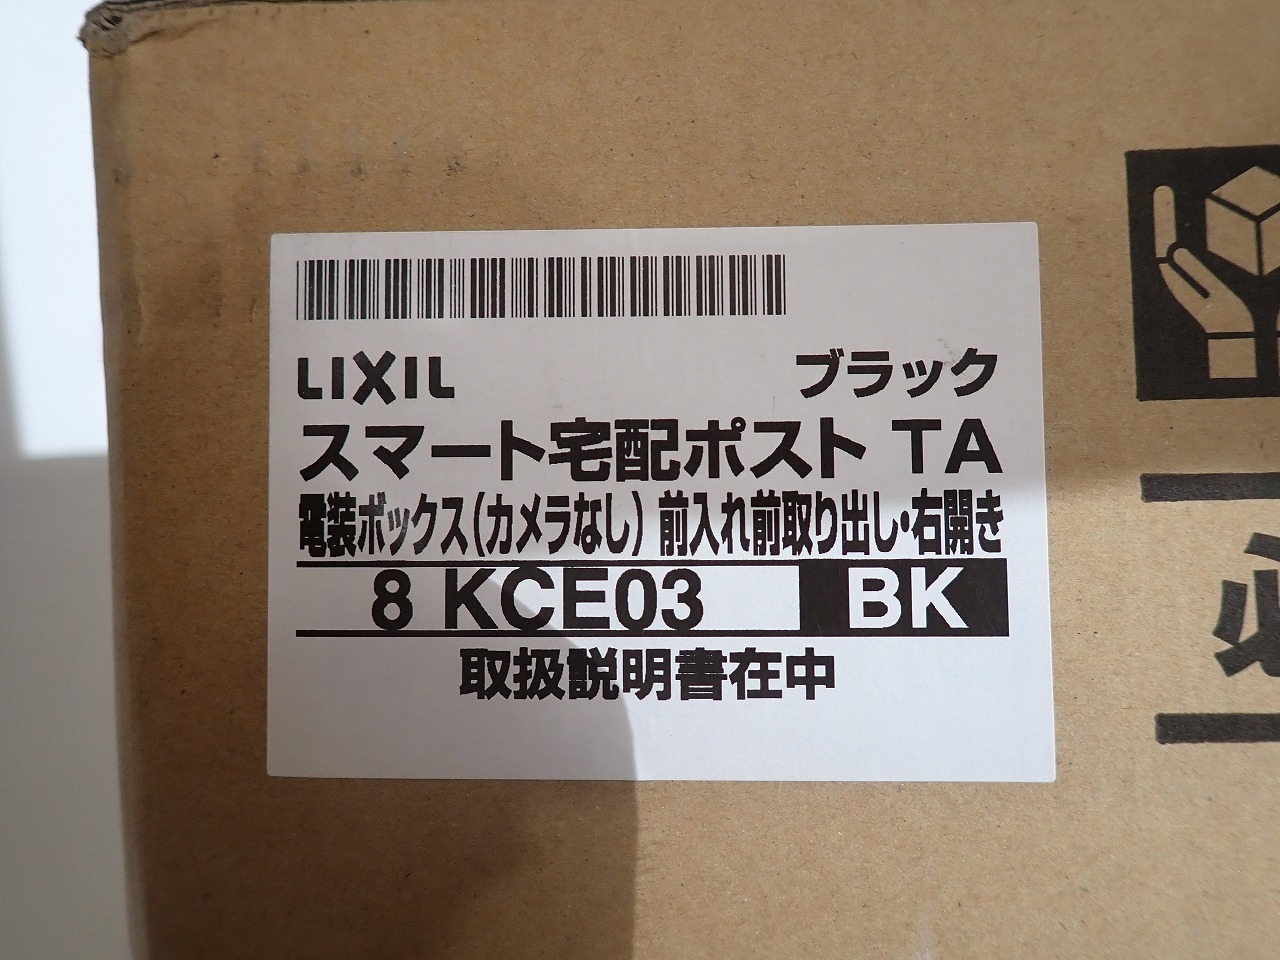 LIXIL ブラック
スマート宅配ポスト TA
電装ボックス(カメラなし) 前入れ前取り出し・右開き
8 KCE03 BK
取扱説明書在中
必